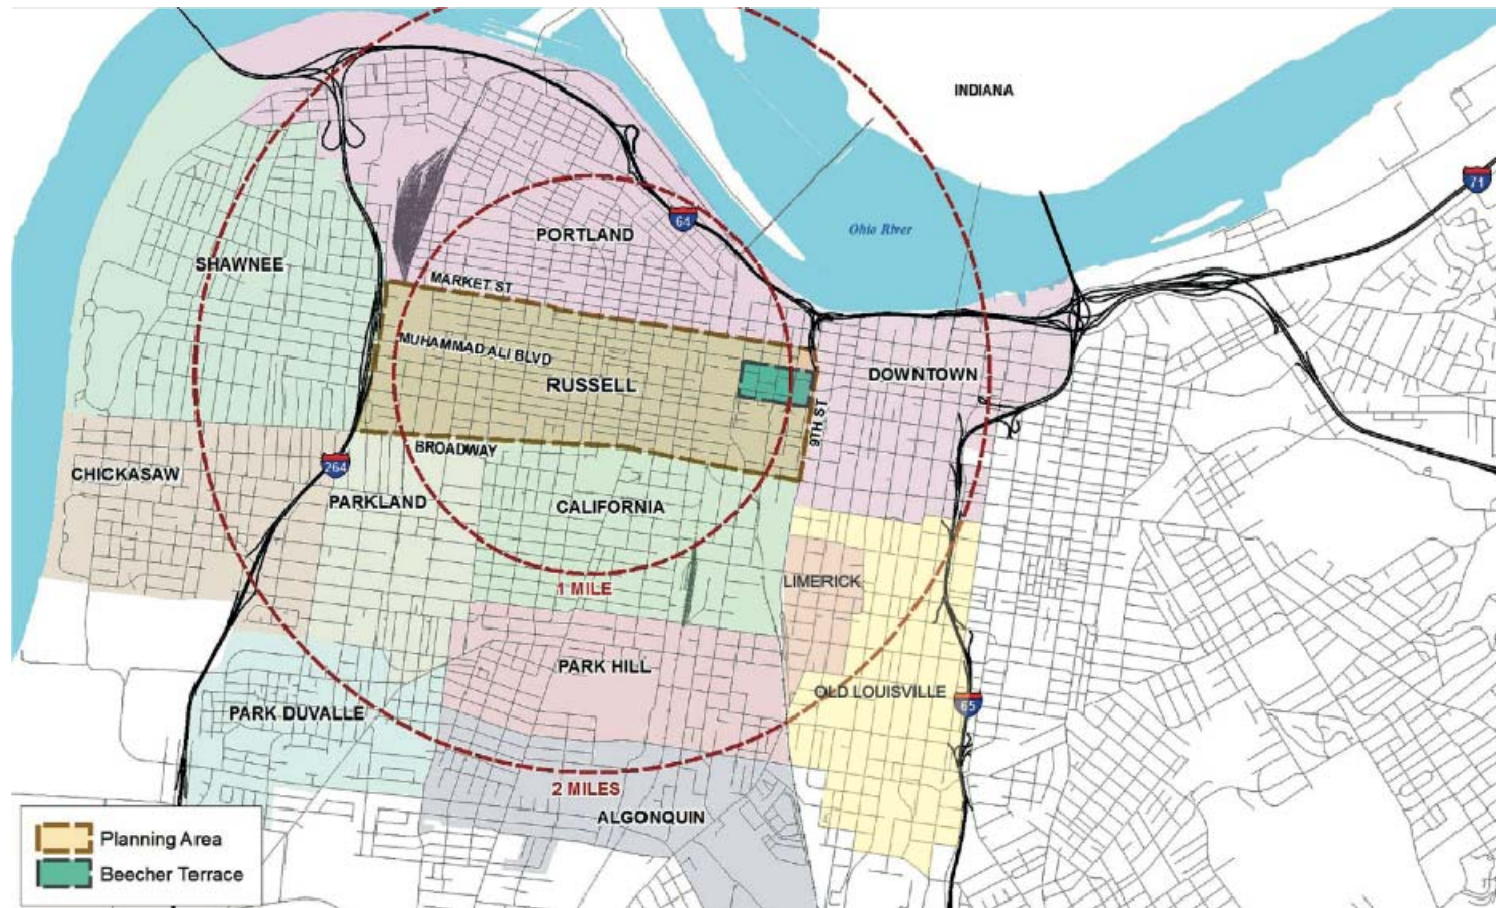 INDIANA
71
64
Ohio River
PORTLAND
SHAWNEE
MARKET ST
MUHAMMAD ALI BLVD
RUSSELL
DOWNTOWN
9TH ST
BROADWAY
264
CHICKASAW
PARKLAND
CALIFORNIA
1 MILE
LIMERICK
PARK HILL
OLD LOUISVILLE
65
PARK DUVALLE
2 MILES
ALGONQUIN
Planning Area
Beecher Terrace